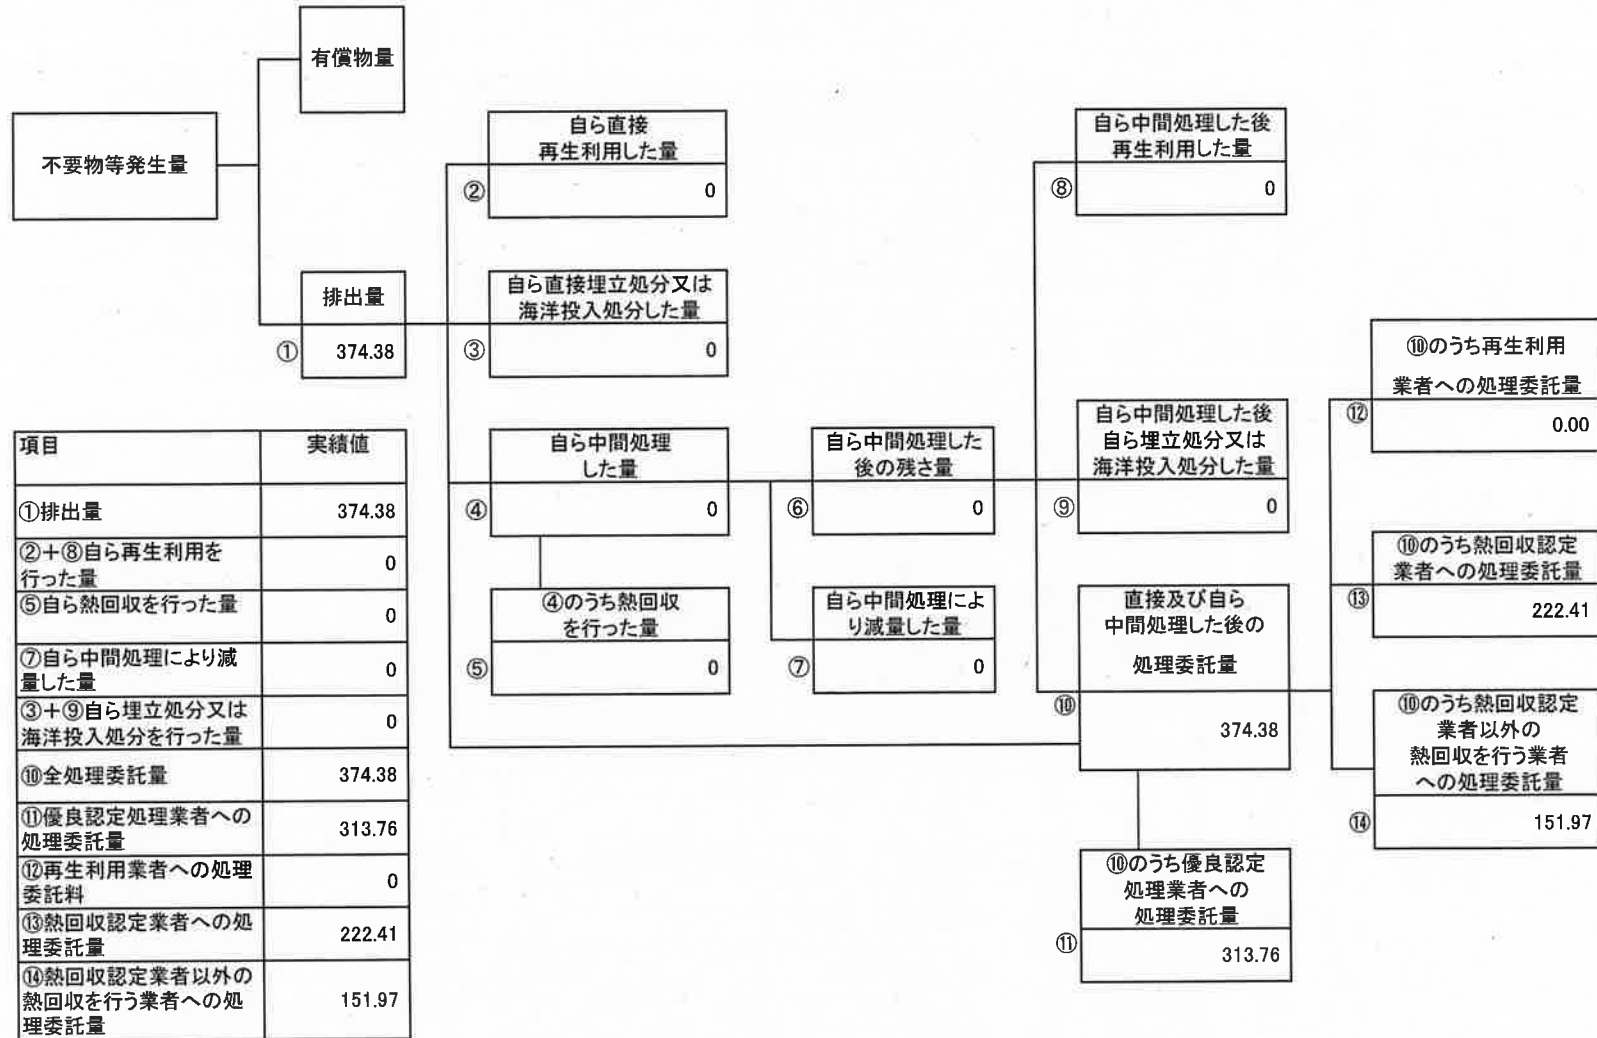 有償物量
不要物等発生量
排出量
①
374.38
自ら直接
再生利用した量
②
0
自ら直接埋立処分又は
海洋投入処分した量
③
0
自ら中間処理
した量
④
0
④のうち熱回収
を行った量
⑤
0
自ら中間処理した
後の残さ量
⑥
0
自ら中間処理によ
り減量した量
⑦
0
自ら中間処理した後
再生利用した量
⑧
0
自ら中間処理した後
自ら埋立処分又は
海洋投入処分した量
⑨
0
直接及び自ら
中間処理した後の
処理委託量
⑩
374.38
⑩のうち優良認定
処理業者への
処理委託量
⑪
313.76
⑩のうち再生利用
業者への処理委託量
⑫
0.00
⑩のうち熱回収認定
業者への処理委託量
⑬
222.41
⑩のうち熱回収認定
業者以外の
熱回収を行う業者
への処理委託量
⑭
151.97
項目 実績値
①排出量 374.38
②+⑧自ら再生利用を
行った量 0
⑤自ら熱回収を行った量 0
⑦自ら中間処理により減
量した量 0
③+⑨自ら埋立処分又は
海洋投入処分を行った量 0
⑩全処理委託量 374.38
⑪優良認定処理業者への
処理委託量 313.76
⑫再生利用業者への処理
委託料 0
⑬熱回収認定業者への処
理委託量 222.41
⑭熱回収認定業者以外の
熱回収を行う業者への処
理委託量 151.97